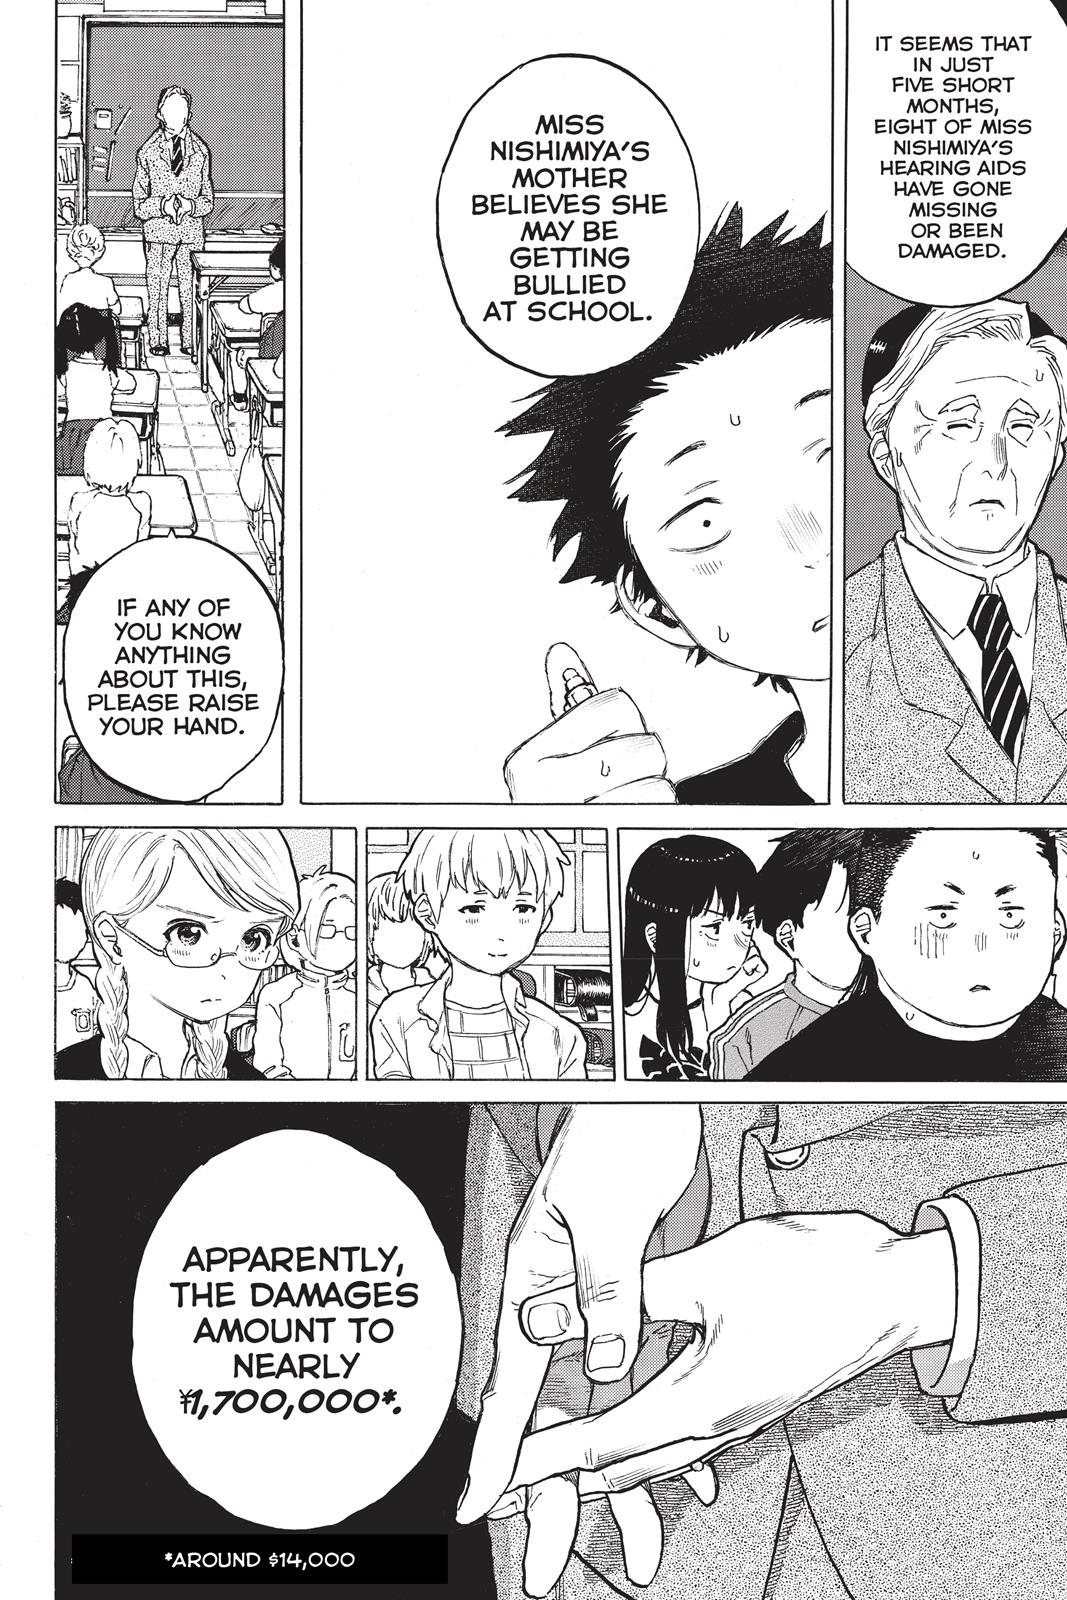 IT SEEMS THAT
IN JUST
FIVE SHORT
MONTHS,
EIGHT OF MISS
NISHIMIYA'S
HEARING AIDS
HAVE GONE
MISSING
OR BEEN
DAMAGED.
MISS
NISHIMIYA'S
MOTHER
BELIEVES SHE
MAY BE
GETTING
BULLIED
AT SCHOOL.
IF ANY OF
YOU KNOW
ANYTHING
ABOUT THIS,
PLEASE RAISE
YOUR HAND.
APPARENTLY,
THE DAMAGES
AMOUNT TO
NEARLY
¥1,700,000*.
*AROUND $14,000